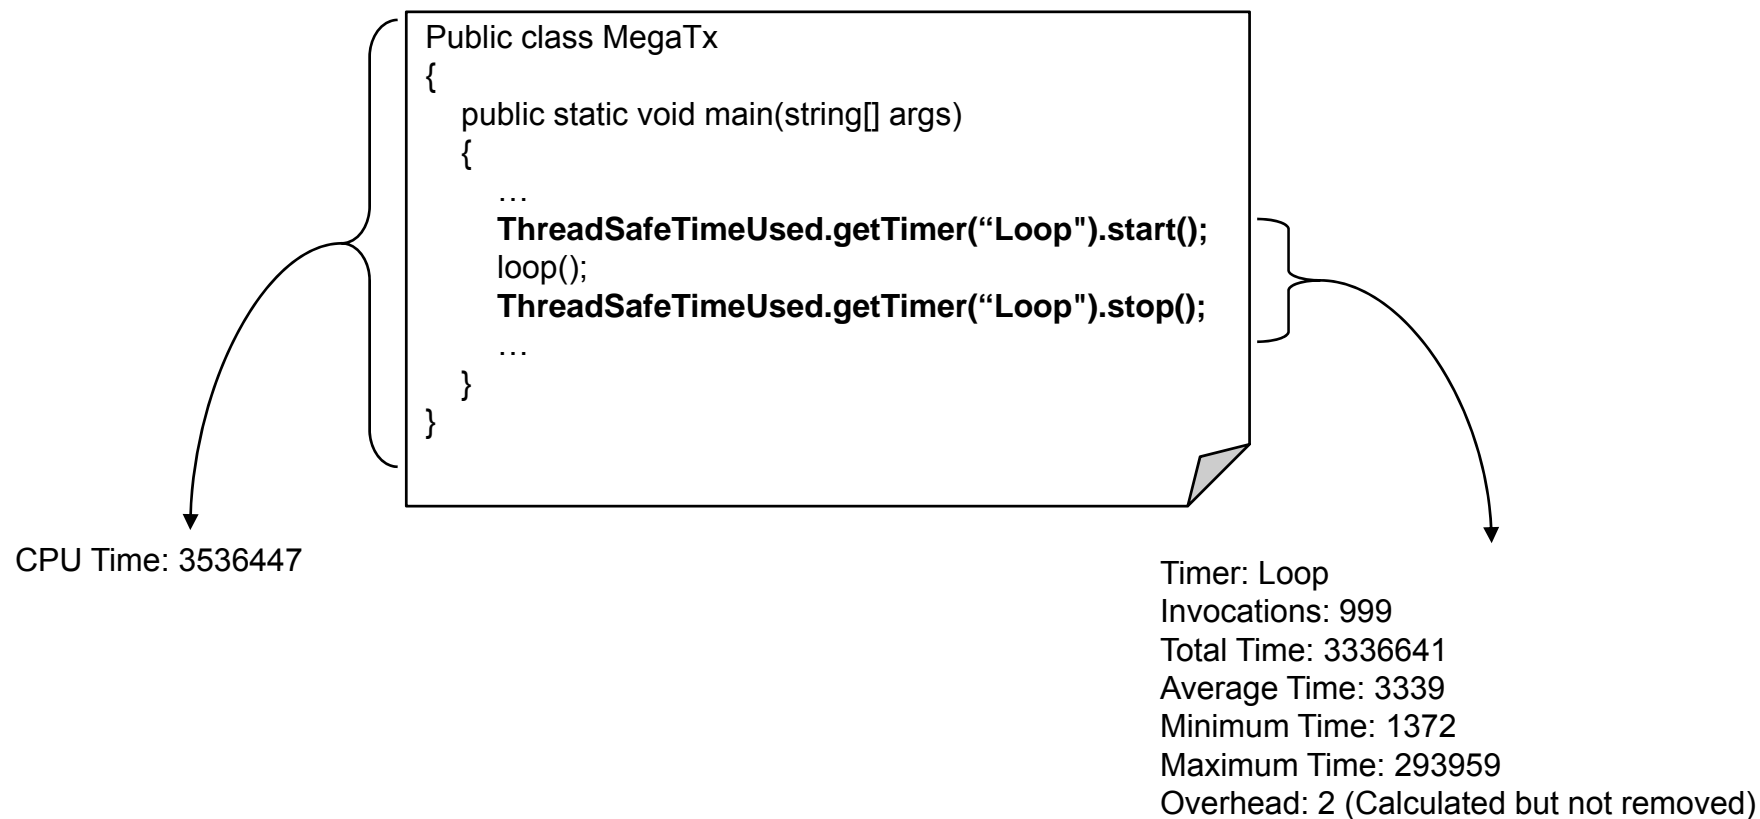 Public class MegaTx
{
public static void main(string[] args)
{
…
ThreadSafeTimeUsed.getTimer(“Loop").start();
loop();
ThreadSafeTimeUsed.getTimer(“Loop").stop();
…
}
}
CPU Time: 3536447
Timer: Loop
Invocations: 999
Total Time: 3336641
Average Time: 3339
Minimum Time: 1372
Maximum Time: 293959
Overhead: 2 (Calculated but not removed)